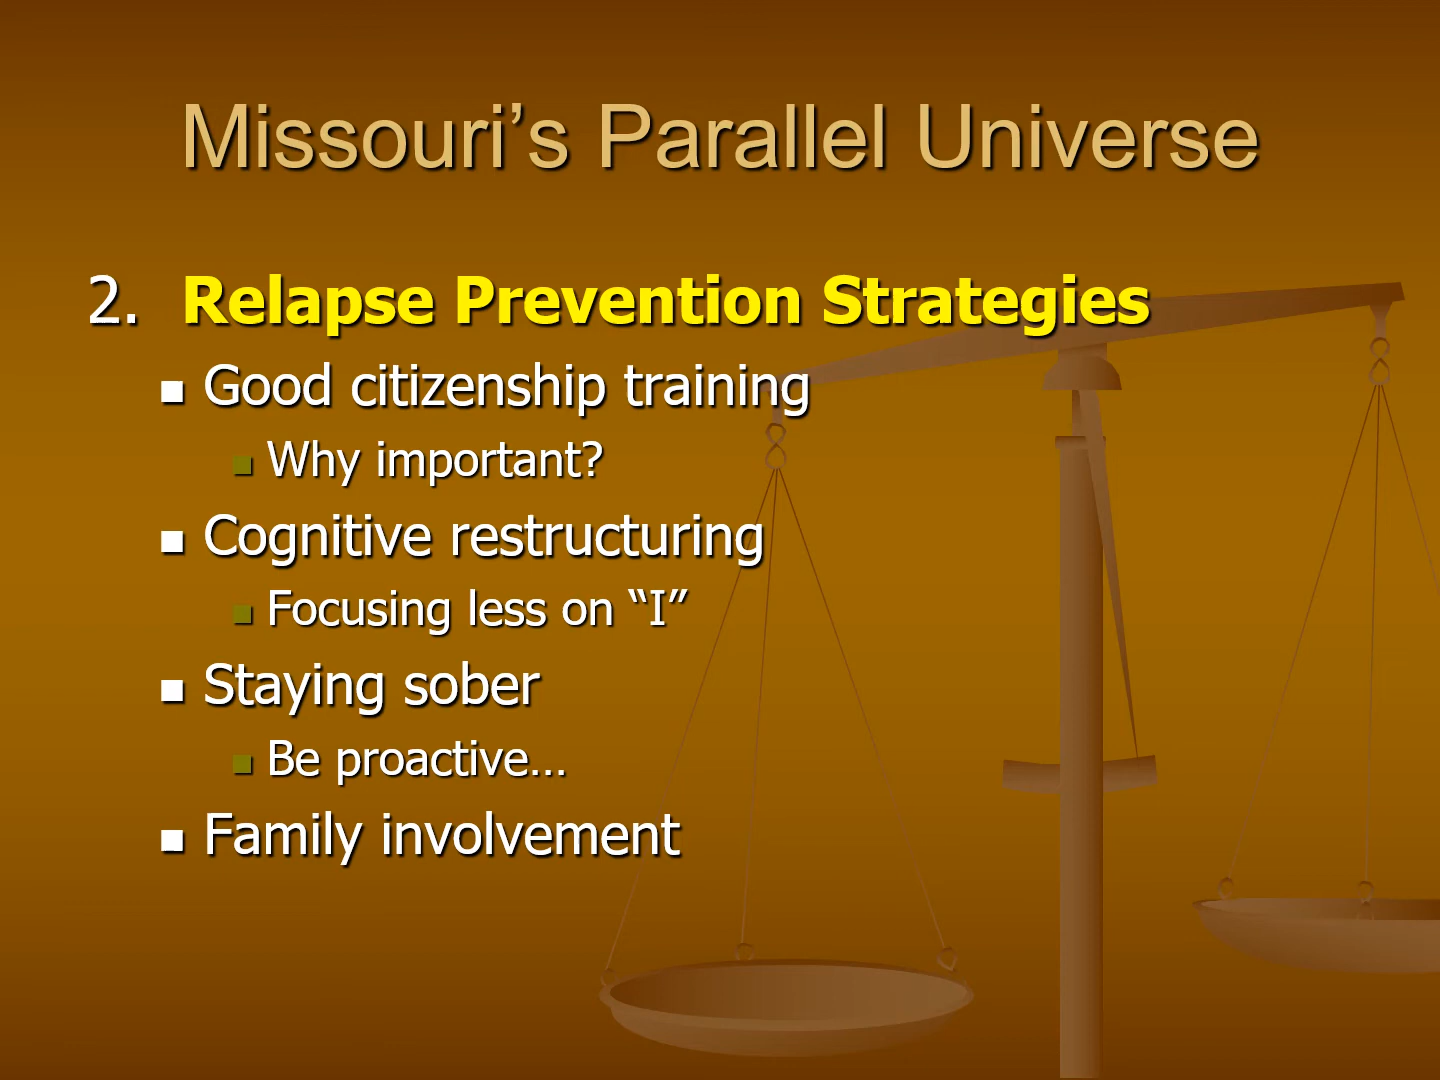 Missouri’s Parallel Universe
2. Relapse Prevention Strategies
Good citizenship training
Why important?
Cognitive restructuring
Focusing less on “I”
Staying sober
Be proactive…
Family involvement